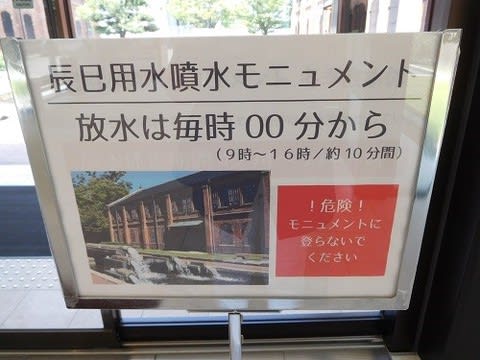 辰巳用水噴水モニュメント
放水は毎時００分から
（９時～１６時／約１０分間）
！危険！
モニュメントに
登らないで
ください